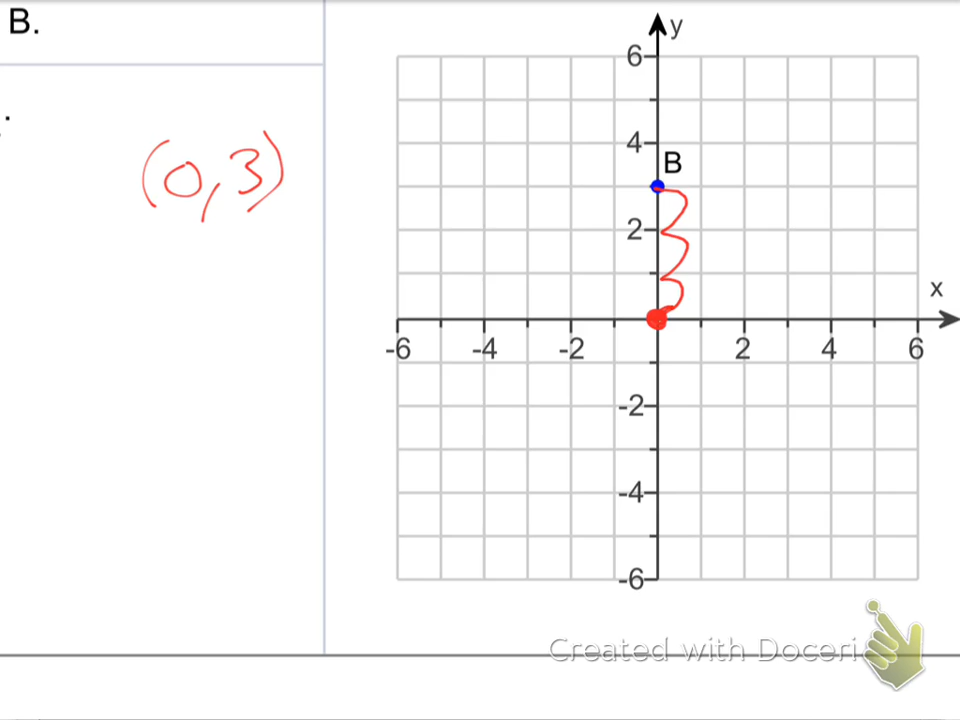 B.
.
(0,3)
y
6
4
B
2
x
-6 -4 -2 2 4 6
-2
-4
-6
Created with Doceri